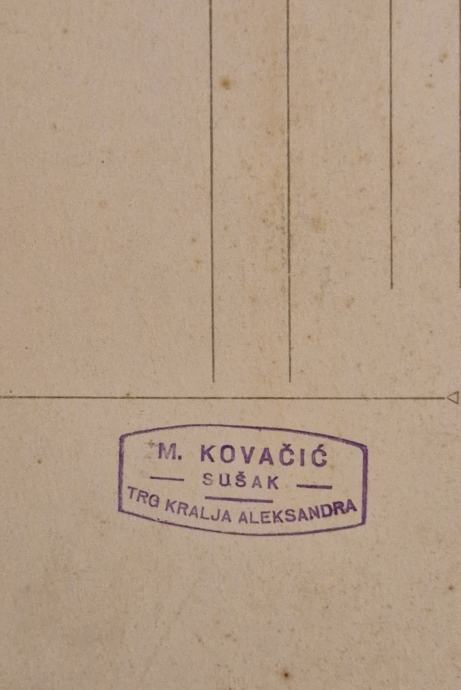 M. KOVAČIĆ
SUŠAK
TRG KRALJA ALEKSANDRA